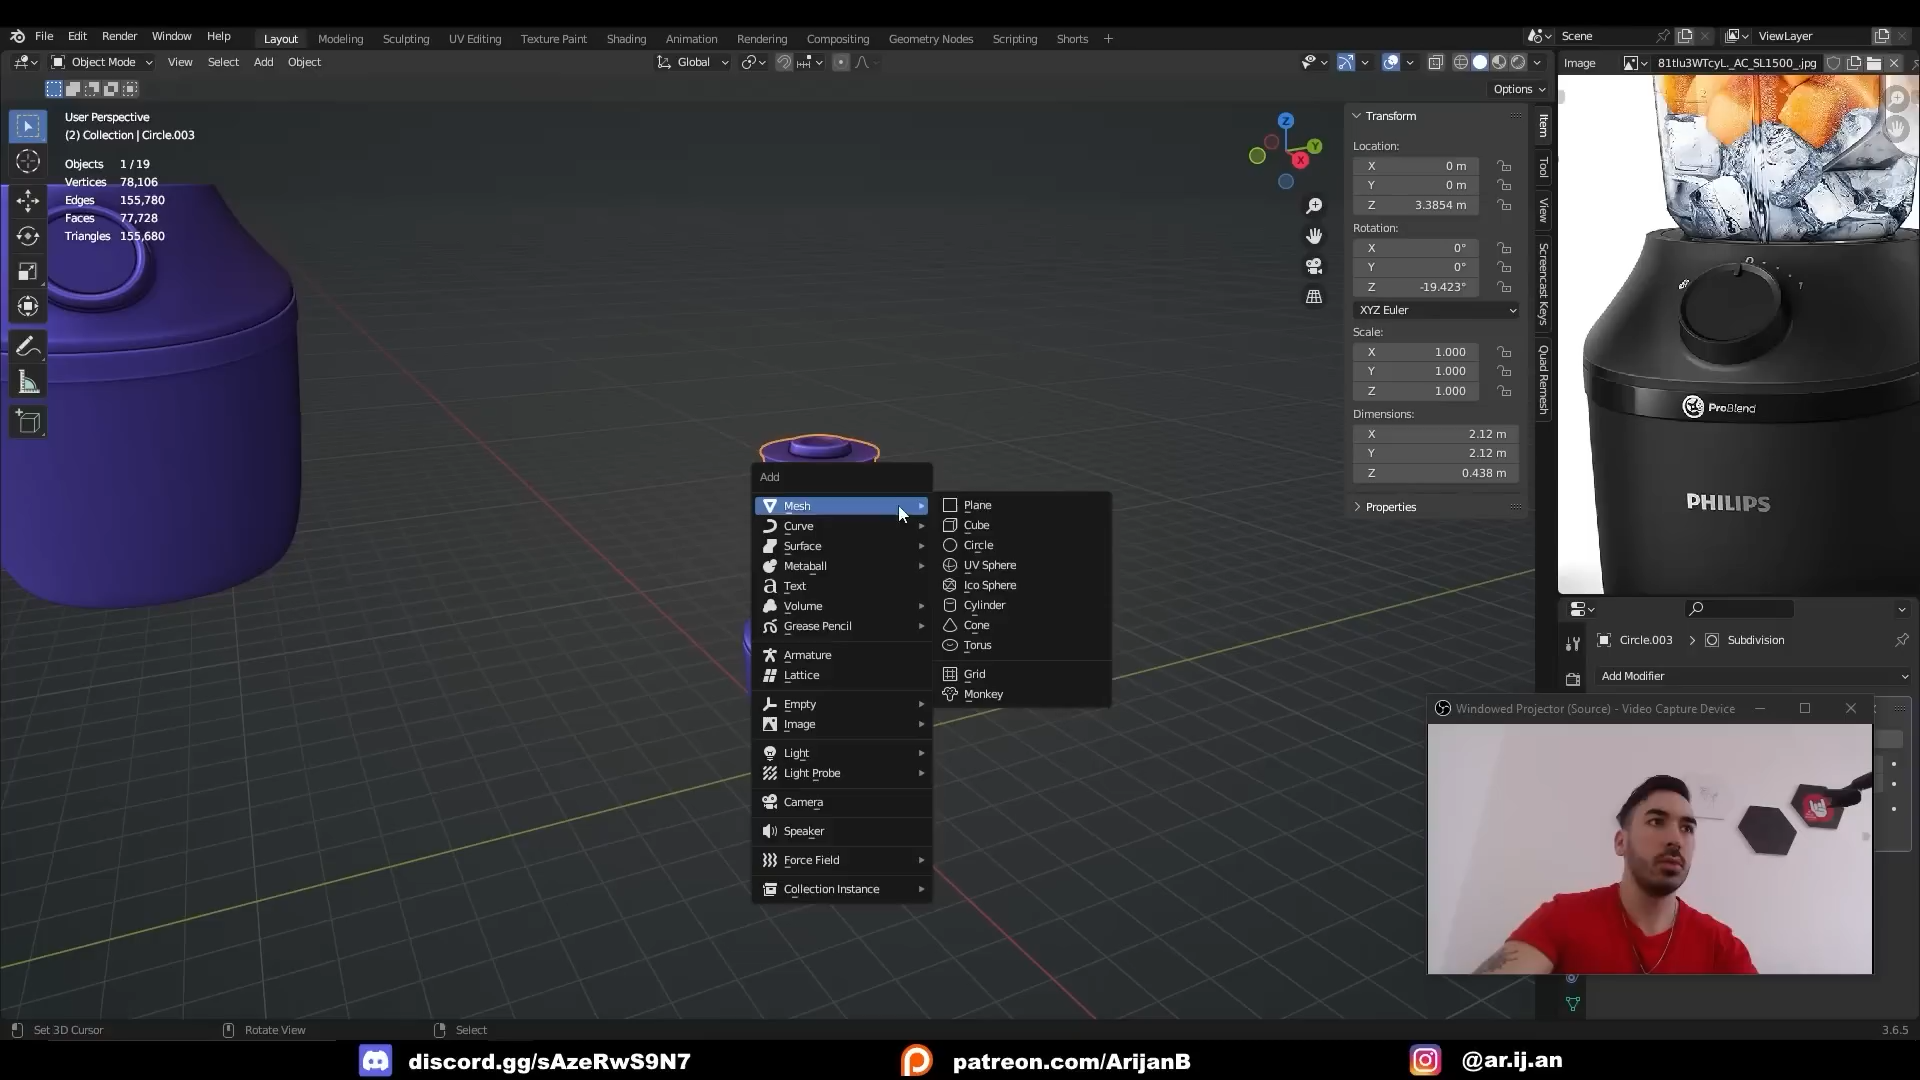 File Edit Render Window Help Layout Modeling Sculpting UV Editing Texture Paint Shading Animation Rendering Compositing Geometry Nodes Scripting Shorts + Scene ViewLayer
Object Mode View Select Add Object Global Image 81tlu3WTcyL._AC_SL1500_.jpg
Options
User Perspective
(2) Collection | Circle.003
Objects 1 / 19
Vertices 78,106
Edges 155,780
Faces 77,728
Triangles 155,680
Z
Y
X
Transform
Location:
X 0 m
Y 0 m
Z 3.3854 m
Rotation:
X 0°
Y 0°
Z -19.423°
XYZ Euler
Scale:
X 1.000
Y 1.000
Z 1.000
Dimensions:
X 2.12 m
Y 2.12 m
Z 0.438 m
Properties
Item
Tool
View
Screencast Keys
Quad Remesh
ProBlend
PHILIPS
Add
Mesh
Curve
Surface
Metaball
Text
Volume
Grease Pencil
Armature
Lattice
Empty
Image
Light
Light Probe
Camera
Speaker
Force Field
Collection Instance
Plane
Cube
Circle
UV Sphere
Ico Sphere
Cylinder
Cone
Torus
Grid
Monkey
Circle.003 Subdivision
Add Modifier
Windowed Projector (Source) - Video Capture Device
Set 3D Cursor Rotate View Select 3.6.5
discord.gg/sAzeRwS9N7 patreon.com/ArijanB @ar.ij.an